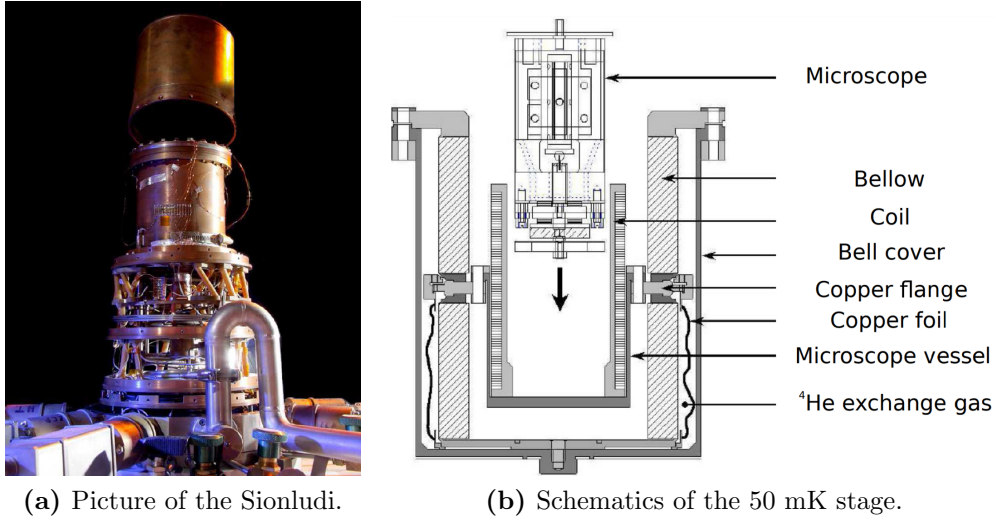 Microscope
Bellow
Coil
Bell cover
Copper flange
Copper foil
Microscope vessel
⁴He exchange gas
(a) Picture of the Sionludi.
(b) Schematics of the 50 mK stage.